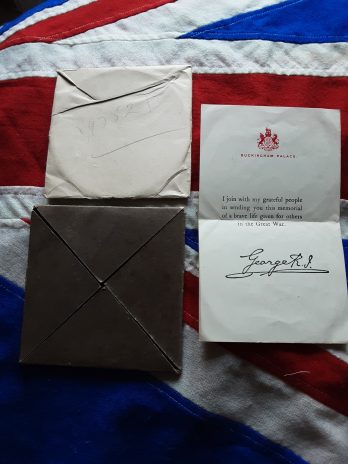 BUCKINGHAM PALACE
I join with my grateful people
in sending you this memorial
of a brave life given for others
in the Great War.
George R.I.